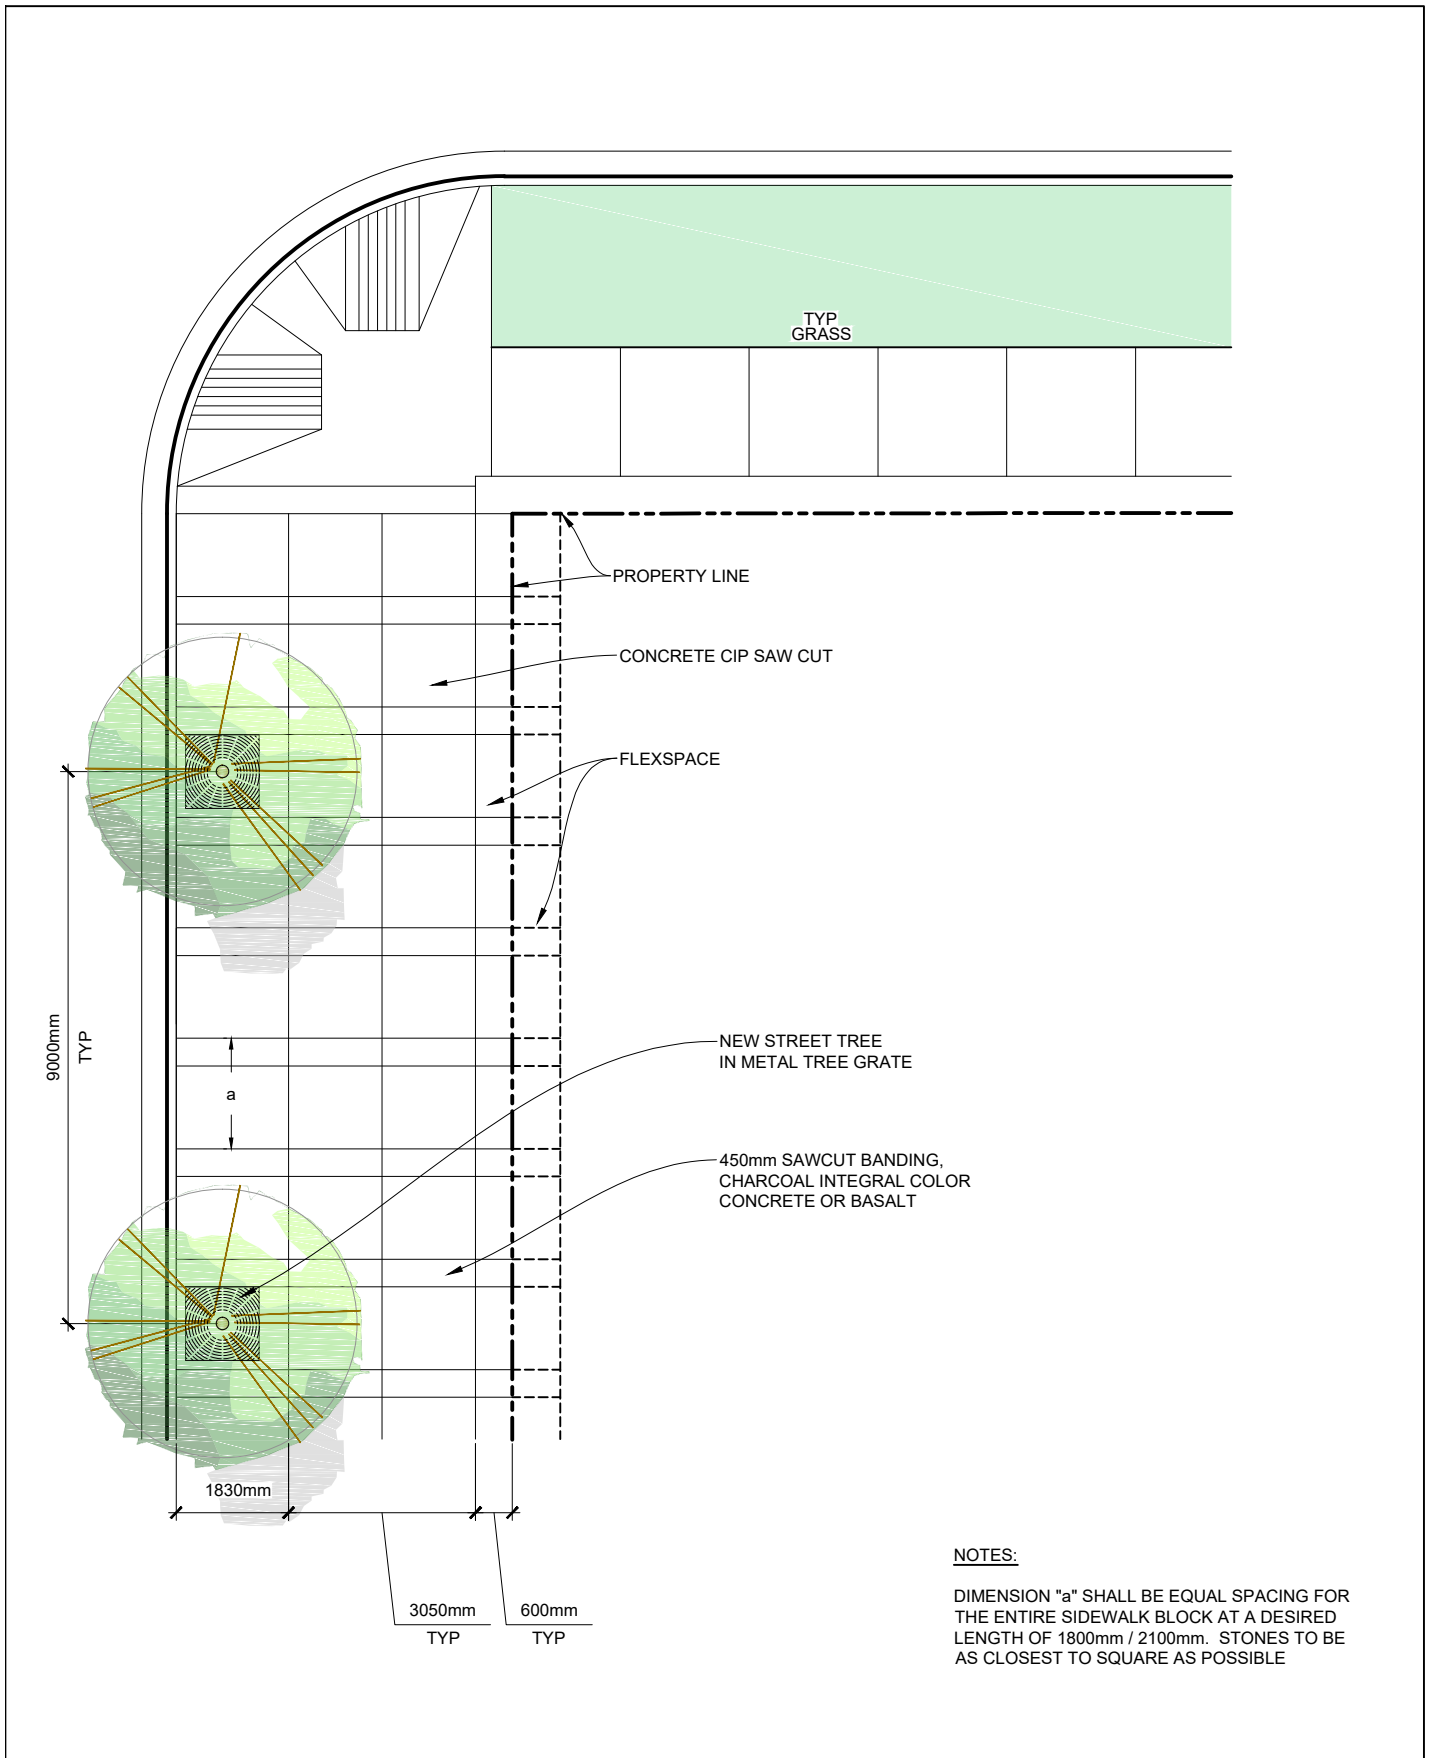 TYP
GRASS
PROPERTY LINE
CONCRETE CIP SAW CUT
FLEXSPACE
9000mm
TYP
NEW STREET TREE
IN METAL TREE GRATE
a
450mm SAWCUT BANDING,
CHARCOAL INTEGRAL COLOR
CONCRETE OR BASALT
1830mm
3050mm
TYP
600mm
TYP
NOTES:
DIMENSION "a" SHALL BE EQUAL SPACING FOR
THE ENTIRE SIDEWALK BLOCK AT A DESIRED
LENGTH OF 1800mm / 2100mm. STONES TO BE
AS CLOSEST TO SQUARE AS POSSIBLE